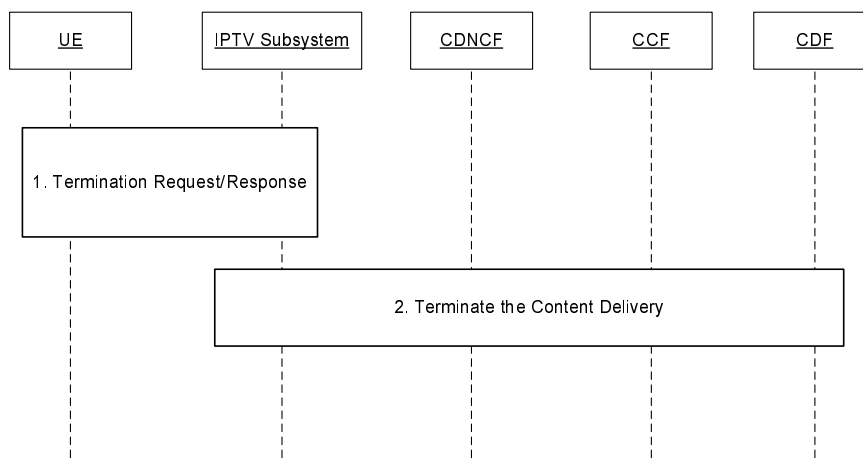 UE
IPTV Subsystem
CDNCF
CCF
CDF
1. Termination Request/Response
2. Terminate the Content Delivery